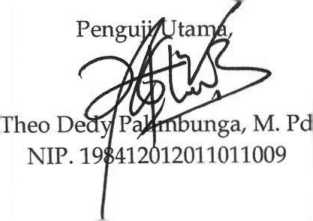 Penguji Utama,
Theo Dedy Palimbunga, M. Pd
NIP. 198412012011011009